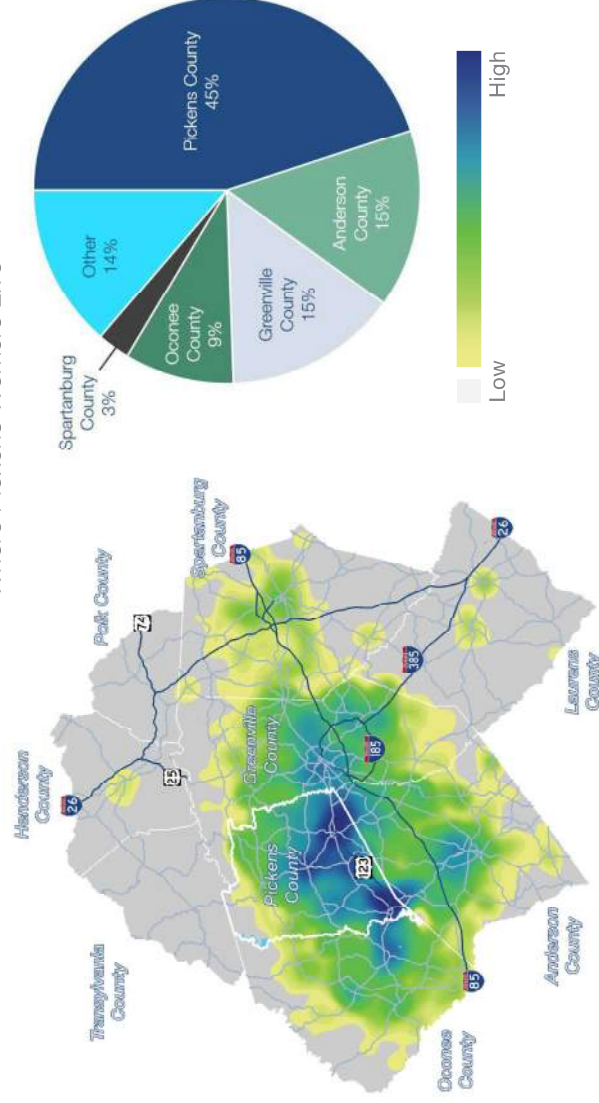 Transylvania
County
Henderson
County
Polk County
Spartanburg
County
Greenville
County
Pickens
County
Oconee
County
Anderson
County
Laurens
County
26
25
74
85
123
185
385
26
85
Pickens County
45%
Anderson
County
15%
Greenville
County
15%
Oconee
County
9%
Spartanburg
County
3%
Other
14%
Low
High